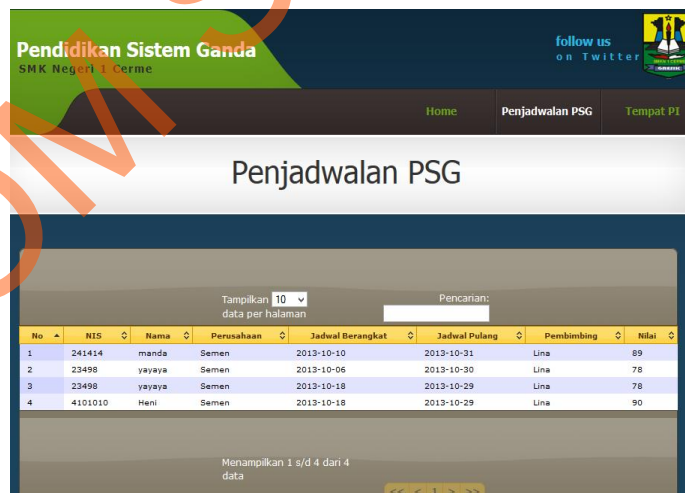 Pendidikan Sistem Ganda
SMK Negeri 1 Cerme
follow us
on Twitter
Home Penjadwalan PSG Tempat PI
Penjadwalan PSG
Tampilkan 10 data per halaman
Pencarian:
No NIS Nama Perusahaan Jadwal Berangkat Jadwal Pulang Pembimbing Nilai
1 241414 manda Semen 2013-10-10 2013-10-31 Lina 89
2 23498 yayaya Semen 2013-10-06 2013-10-30 Lina 78
3 23498 yayaya Semen 2013-10-18 2013-10-29 Lina 78
4 4101010 Heni Semen 2013-10-18 2013-10-29 Lina 90
Menampilkan 1 s/d 4 dari 4
data
<< < 1 > >>